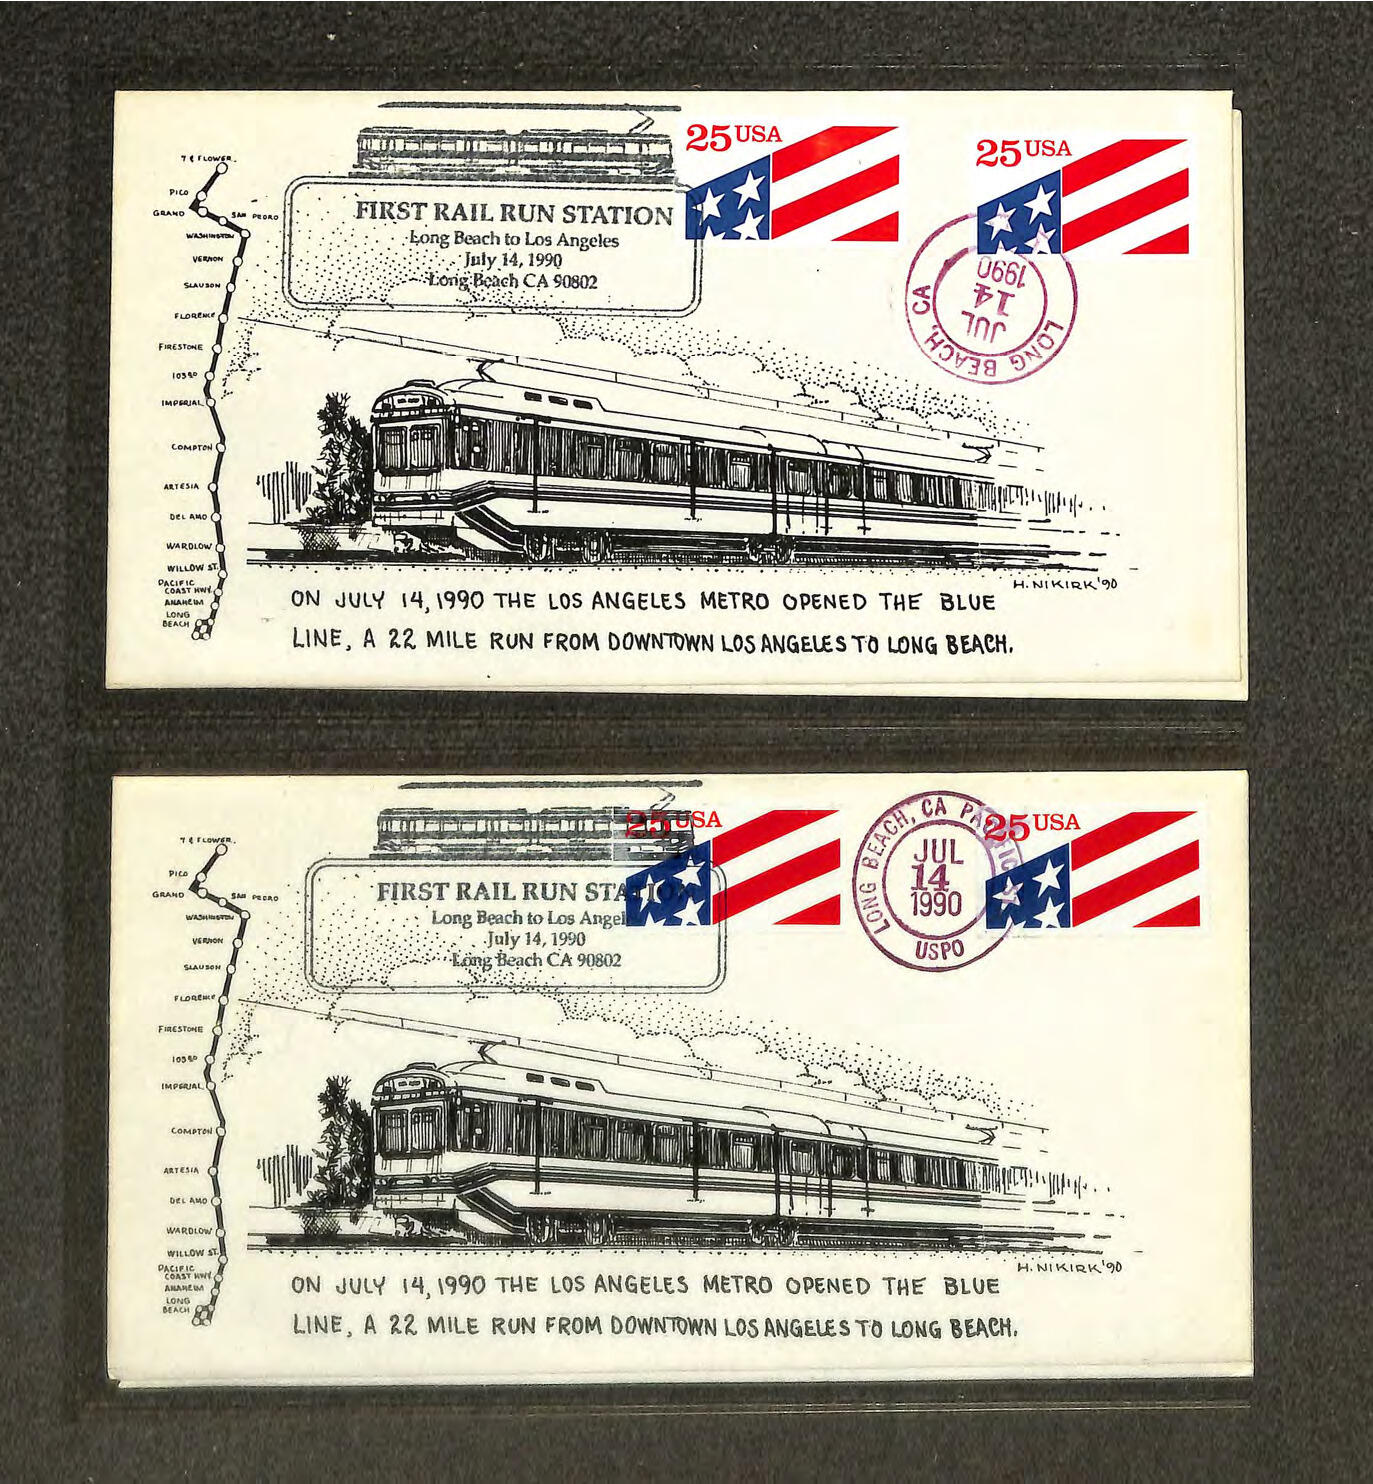 25 USA
25 USA
FIRST RAIL RUN STATION
Long Beach to Los Angeles
July 14, 1990
Long Beach CA 90802
LONG BEACH, CA
JUL
14
1990
7 & FLOWER
PICO
GRAND
SAN PEDRO
WASHINGTON
VERNON
SLAUSON
FLORENCE
FIRESTONE
103RD
IMPERIAL
COMPTON
ARTESIA
DEL AMO
WARDLOW
WILLOW ST.
PACIFIC
COAST HWY
ANAHEIM
LONG
BEACH
H. NIKIRK '90
ON JULY 14, 1990 THE LOS ANGELES METRO OPENED THE BLUE
LINE, A 22 MILE RUN FROM DOWNTOWN LOS ANGELES TO LONG BEACH.
25 USA
25 USA
FIRST RAIL RUN STATION
Long Beach to Los Angel
July 14, 1990
Long Beach CA 90802
LONG BEACH, CA PACIFIC
JUL
14
1990
USPO
7 & FLOWER
PICO
GRAND
SAN PEDRO
WASHINGTON
VERNON
SLAUSON
FLORENCE
FIRESTONE
103RD
IMPERIAL
COMPTON
ARTESIA
DEL AMO
WARDLOW
WILLOW ST.
PACIFIC
COAST HWY
ANAHEIM
LONG
BEACH
H. NIKIRK '90
ON JULY 14, 1990 THE LOS ANGELES METRO OPENED THE BLUE
LINE, A 22 MILE RUN FROM DOWNTOWN LOS ANGELES TO LONG BEACH.